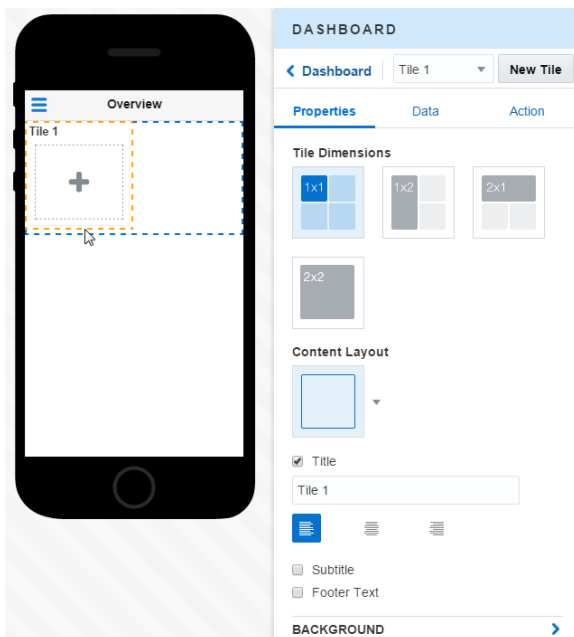 Overview
Tile 1
DASHBOARD
Dashboard Tile 1 New Tile
Properties Data Action
Tile Dimensions
1x1 1x2 2x1
2x2
Content Layout
Title
Tile 1
Subtitle
Footer Text
BACKGROUND